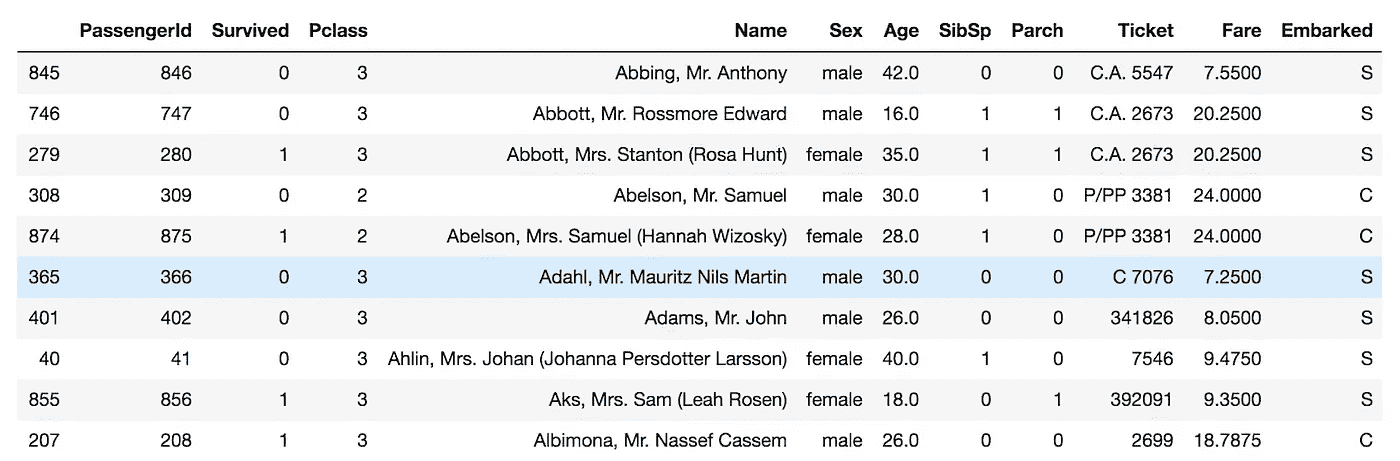 PassengerId Survived Pclass Name Sex Age SibSp Parch Ticket Fare Embarked
845 846 0 3 Abbing, Mr. Anthony male 42.0 0 0 C.A. 5547 7.5500 S
746 747 0 3 Abbott, Mr. Rossmore Edward male 16.0 1 1 C.A. 2673 20.2500 S
279 280 1 3 Abbott, Mrs. Stanton (Rosa Hunt) female 35.0 1 1 C.A. 2673 20.2500 S
308 309 0 2 Abelson, Mr. Samuel male 30.0 1 0 P/PP 3381 24.0000 C
874 875 1 2 Abelson, Mrs. Samuel (Hannah Wizosky) female 28.0 1 0 P/PP 3381 24.0000 C
365 366 0 3 Adahl, Mr. Mauritz Nils Martin male 30.0 0 0 C 7076 7.2500 S
401 402 0 3 Adams, Mr. John male 26.0 0 0 341826 8.0500 S
40 41 0 3 Ahlin, Mrs. Johan (Johanna Persdotter Larsson) female 40.0 1 0 7546 9.4750 S
855 856 1 3 Aks, Mrs. Sam (Leah Rosen) female 18.0 0 1 392091 9.3500 S
207 208 1 3 Albimona, Mr. Nassef Cassem male 26.0 0 0 2699 18.7875 C